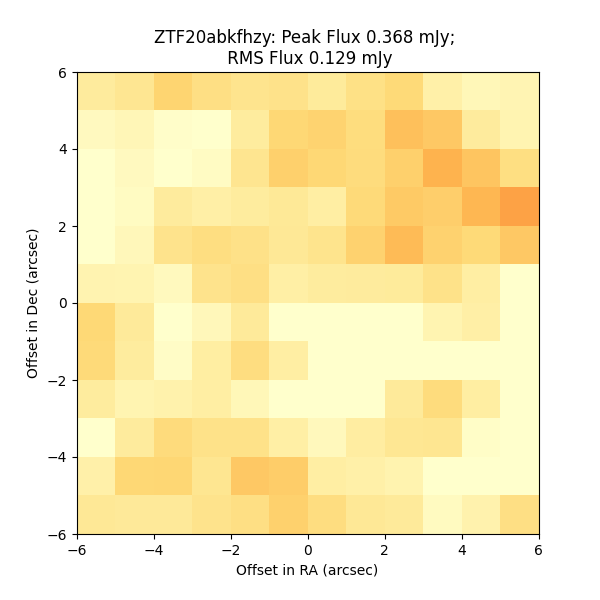 ZTF20abkfhzy: Peak Flux 0.368 mJy;
RMS Flux 0.129 mJy
6
4
2
0
−2
−4
−6
Offset in Dec (arcsec)
−6 −4 −2 0 2 4 6
Offset in RA (arcsec)